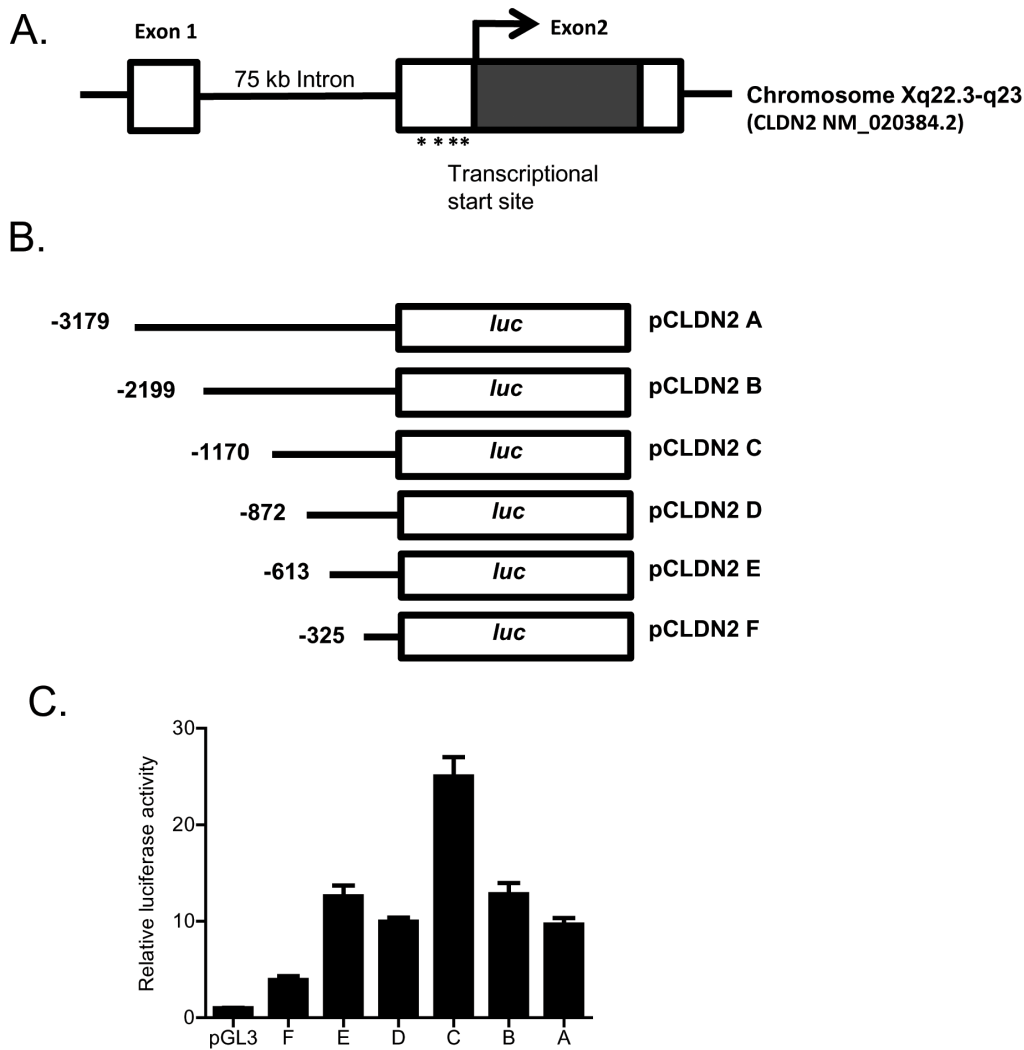 A.
Exon 1
Exon2
75 kb Intron
Chromosome Xq22.3-q23
(CLDN2 NM_020384.2)
* * **
Transcriptional
start site
B.
-3179 luc pCLDN2 A
-2199 luc pCLDN2 B
-1170 luc pCLDN2 C
-872 luc pCLDN2 D
-613 luc pCLDN2 E
-325 luc pCLDN2 F
C.
Relative luciferase activity
30
20
10
0
pGL3 F E D C B A